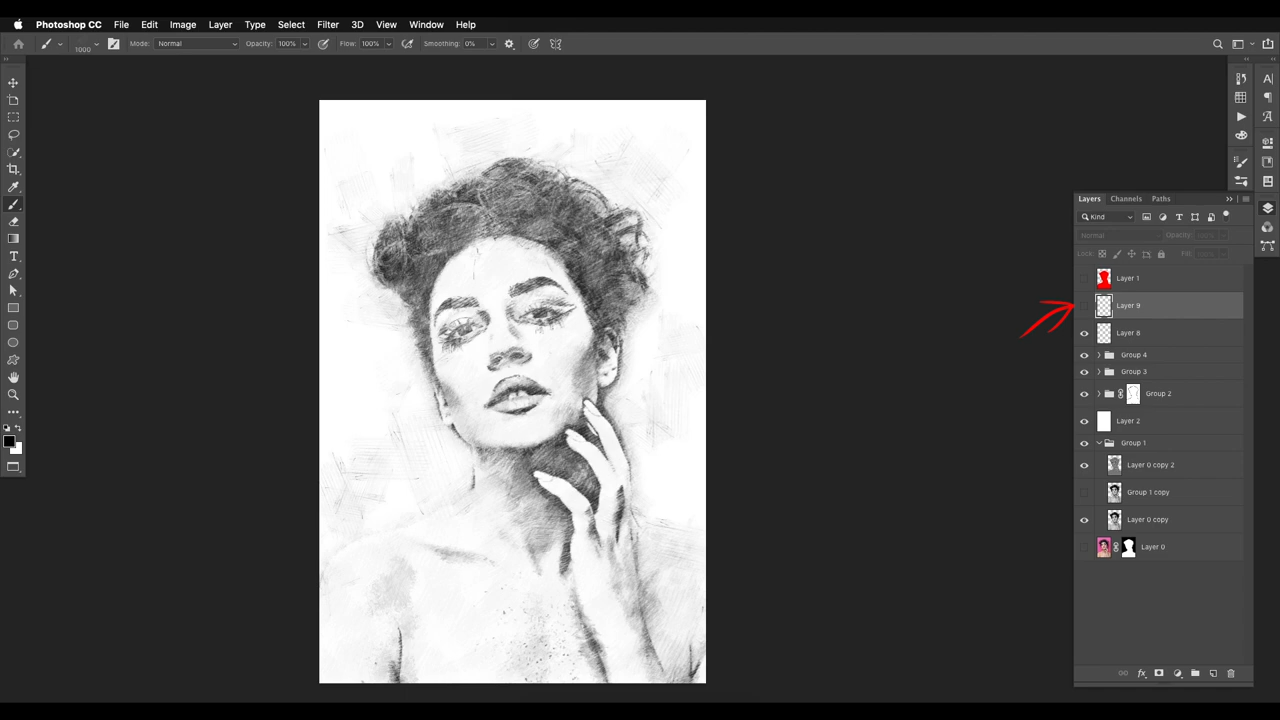 Photoshop CC File Edit Image Layer Type Select Filter 3D View Window Help
1000 Mode: Normal Opacity: 100% Flow: 100% Smoothing: 0%
Layers Channels Paths
Kind
Normal Opacity: 100%
Lock: Fill: 100%
Layer 1
Layer 9
Layer 8
Group 4
Group 3
Group 2
Layer 2
Group 1
Layer 0 copy 2
Group 1 copy
Layer 0 copy
Layer 0